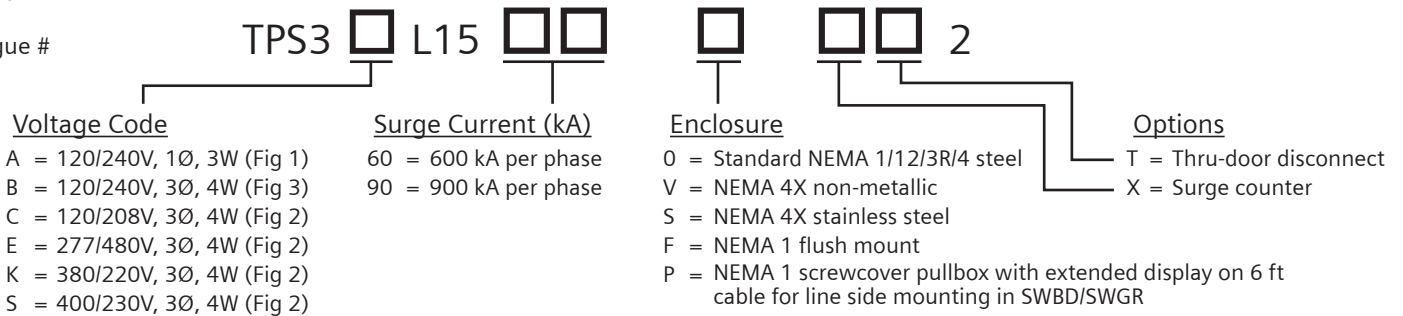 gue # TPS3 L15 2
Voltage Code
A = 120/240V, 1Ø, 3W (Fig 1)
B = 120/240V, 3Ø, 4W (Fig 3)
C = 120/208V, 3Ø, 4W (Fig 2)
E = 277/480V, 3Ø, 4W (Fig 2)
K = 380/220V, 3Ø, 4W (Fig 2)
S = 400/230V, 3Ø, 4W (Fig 2)
Surge Current (kA)
60 = 600 kA per phase
90 = 900 kA per phase
Enclosure
0 = Standard NEMA 1/12/3R/4 steel
V = NEMA 4X non-metallic
S = NEMA 4X stainless steel
F = NEMA 1 flush mount
P = NEMA 1 screwcover pullbox with extended display on 6 ft
cable for line side mounting in SWBD/SWGR
Options
T = Thru-door disconnect
X = Surge counter